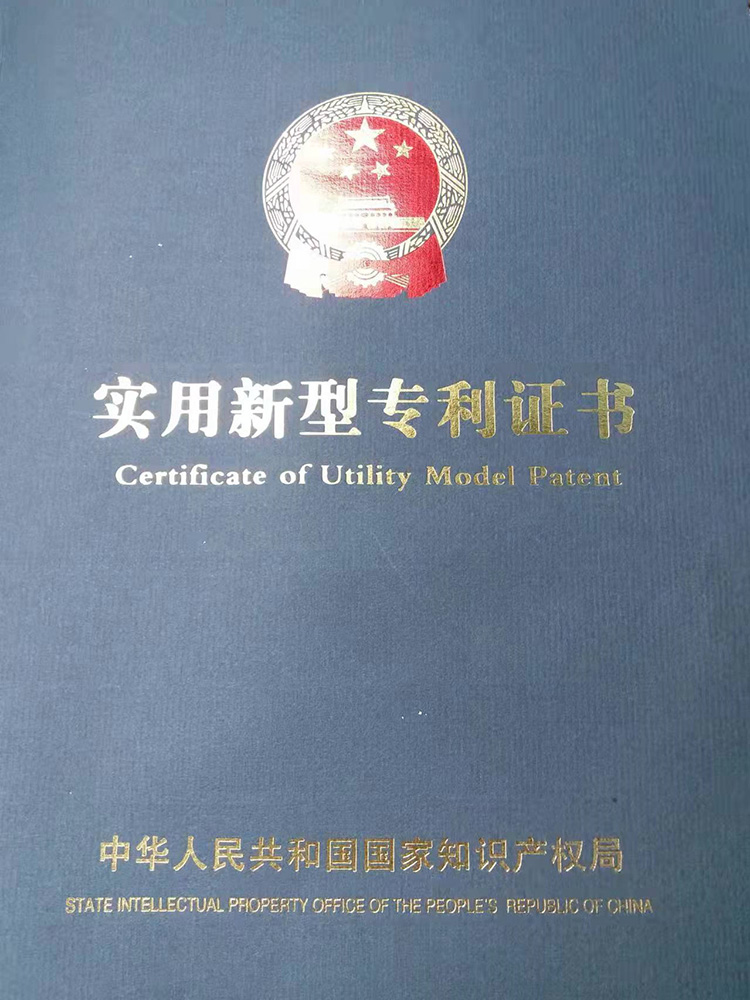 实用新型专利证书
Certificate of Utility Model Patent
中华人民共和国国家知识产权局
STATE INTELLECTUAL PROPERTY OFFICE OF THE PEOPLE'S REPUBLIC OF CHINA